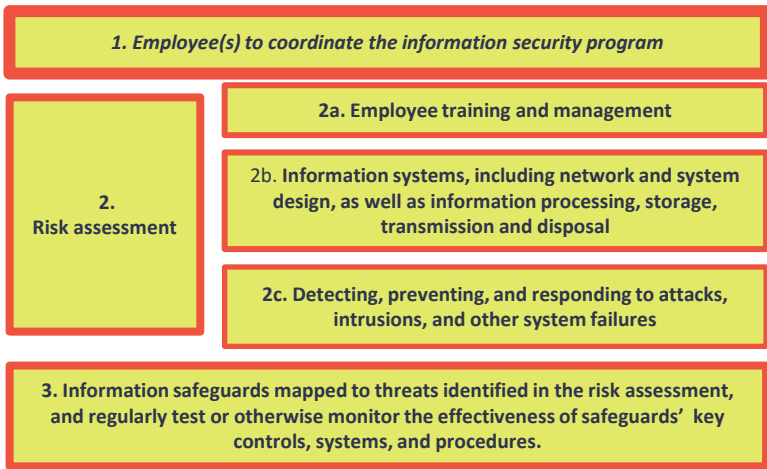 1. Employee(s) to coordinate the information security program
2.
Risk assessment
2a. Employee training and management
2b. Information systems, including network and system
design, as well as information processing, storage,
transmission and disposal
2c. Detecting, preventing, and responding to attacks,
intrusions, and other system failures
3. Information safeguards mapped to threats identified in the risk assessment,
and regularly test or otherwise monitor the effectiveness of safeguards’ key
controls, systems, and procedures.